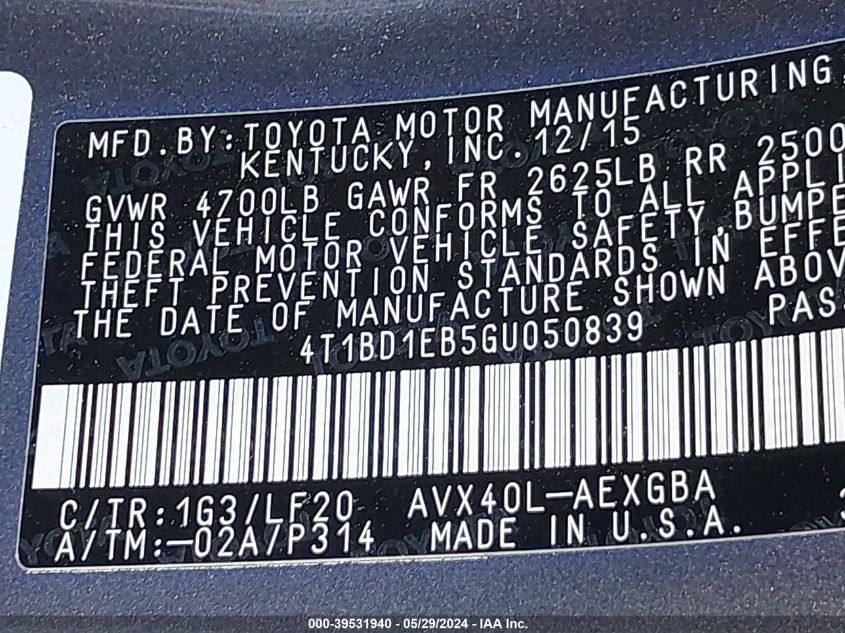 MFD.BY:TOYOTA MOTOR MANUFACTURING,
KENTUCKY, INC.12/15
GVWR 4700LB GAWR FR 2625LB RR 2500
THIS VEHICLE CONFORMS TO ALL APPLI
FEDERAL MOTOR VEHICLE SAFETY,BUMPE
THEFT PREVENTION STANDARDS IN EFFE
THE DATE OF MANUFACTURE SHOWN ABOV
4T1BD1EB5GU050839 PAS
C/TR:1G3/LF20 AVX40L-AEXGBA
A/TM:-02A/P314 MADE IN U.S.A.
000-39531940 - 05/29/2024 - IAA Inc.